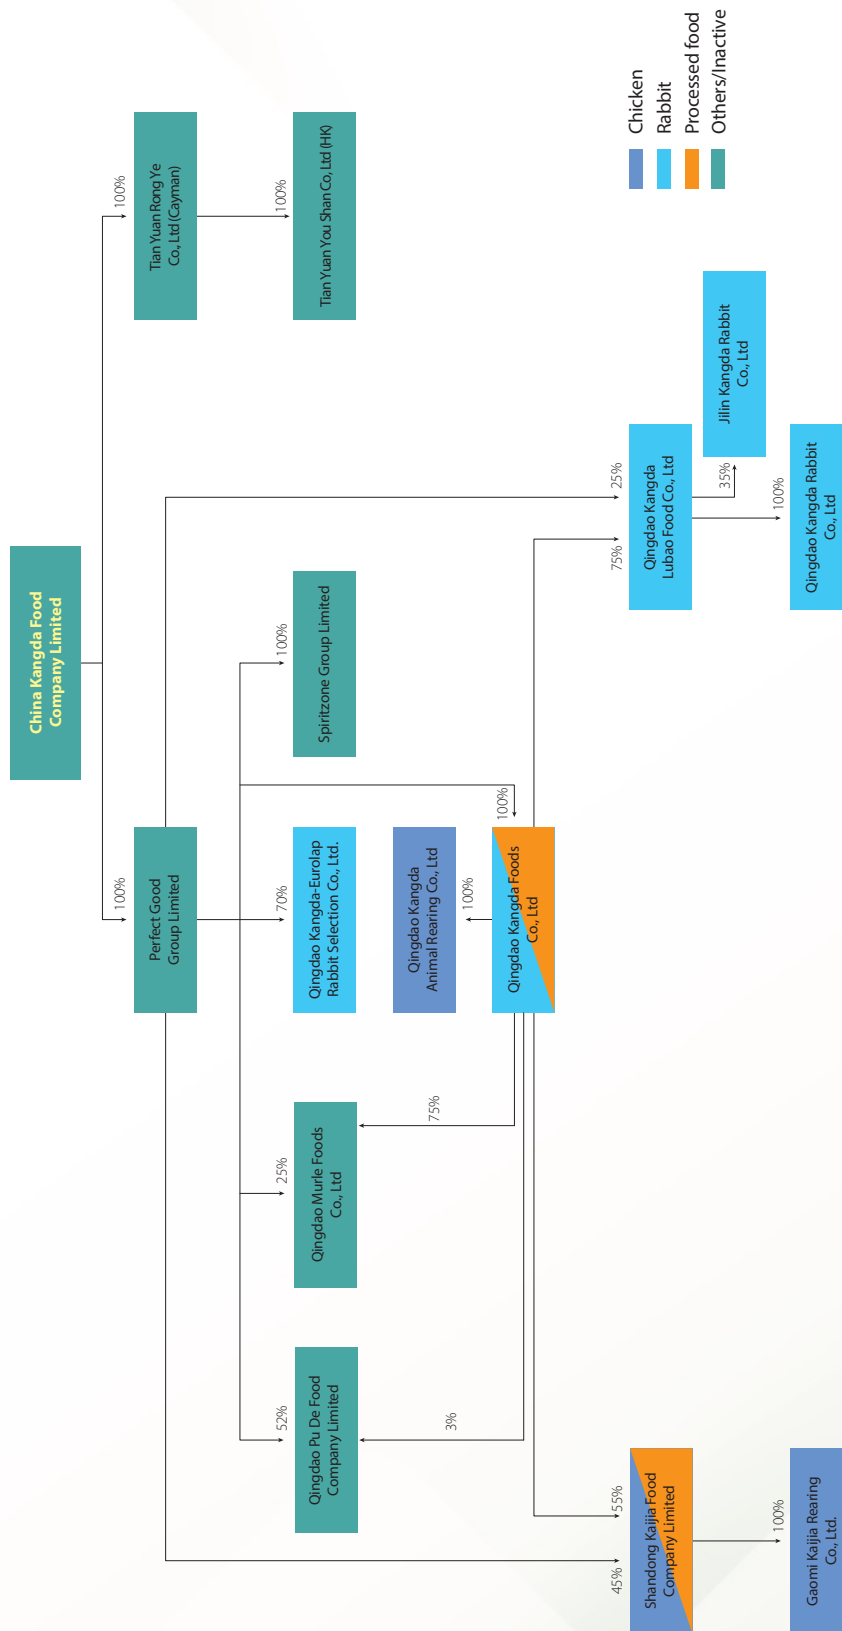 China Kangda Food
Company Limited
100%
100%
Perfect Good
Group Limited
Tian Yuan Rong Ye
Co., Ltd (Cayman)
52%
25%
70%
100%
100%
Qingdao Pu De Food
Company Limited
Qingdao Murle Foods
Co., Ltd
Qingdao Kangda-Eurolap
Rabbit Selection Co., Ltd.
Spiritzone Group Limited
Tian Yuan You Shan Co, Ltd (HK)
Qingdao Kangda
Animal Rearing Co., Ltd
3%
75%
100%
100%
Qingdao Kangda Foods
Co., Ltd
45%
55%
75%
25%
Shandong Kaijia Food
Company Limited
Qingdao Kangda
Lubao Food Co., Ltd
35%
Jilin Kangda Rabbit
Co., Ltd
100%
100%
Gaomi Kaijia Rearing
Co., Ltd.
Qingdao Kangda Rabbit
Co., Ltd
Chicken
Rabbit
Processed food
Others/Inactive